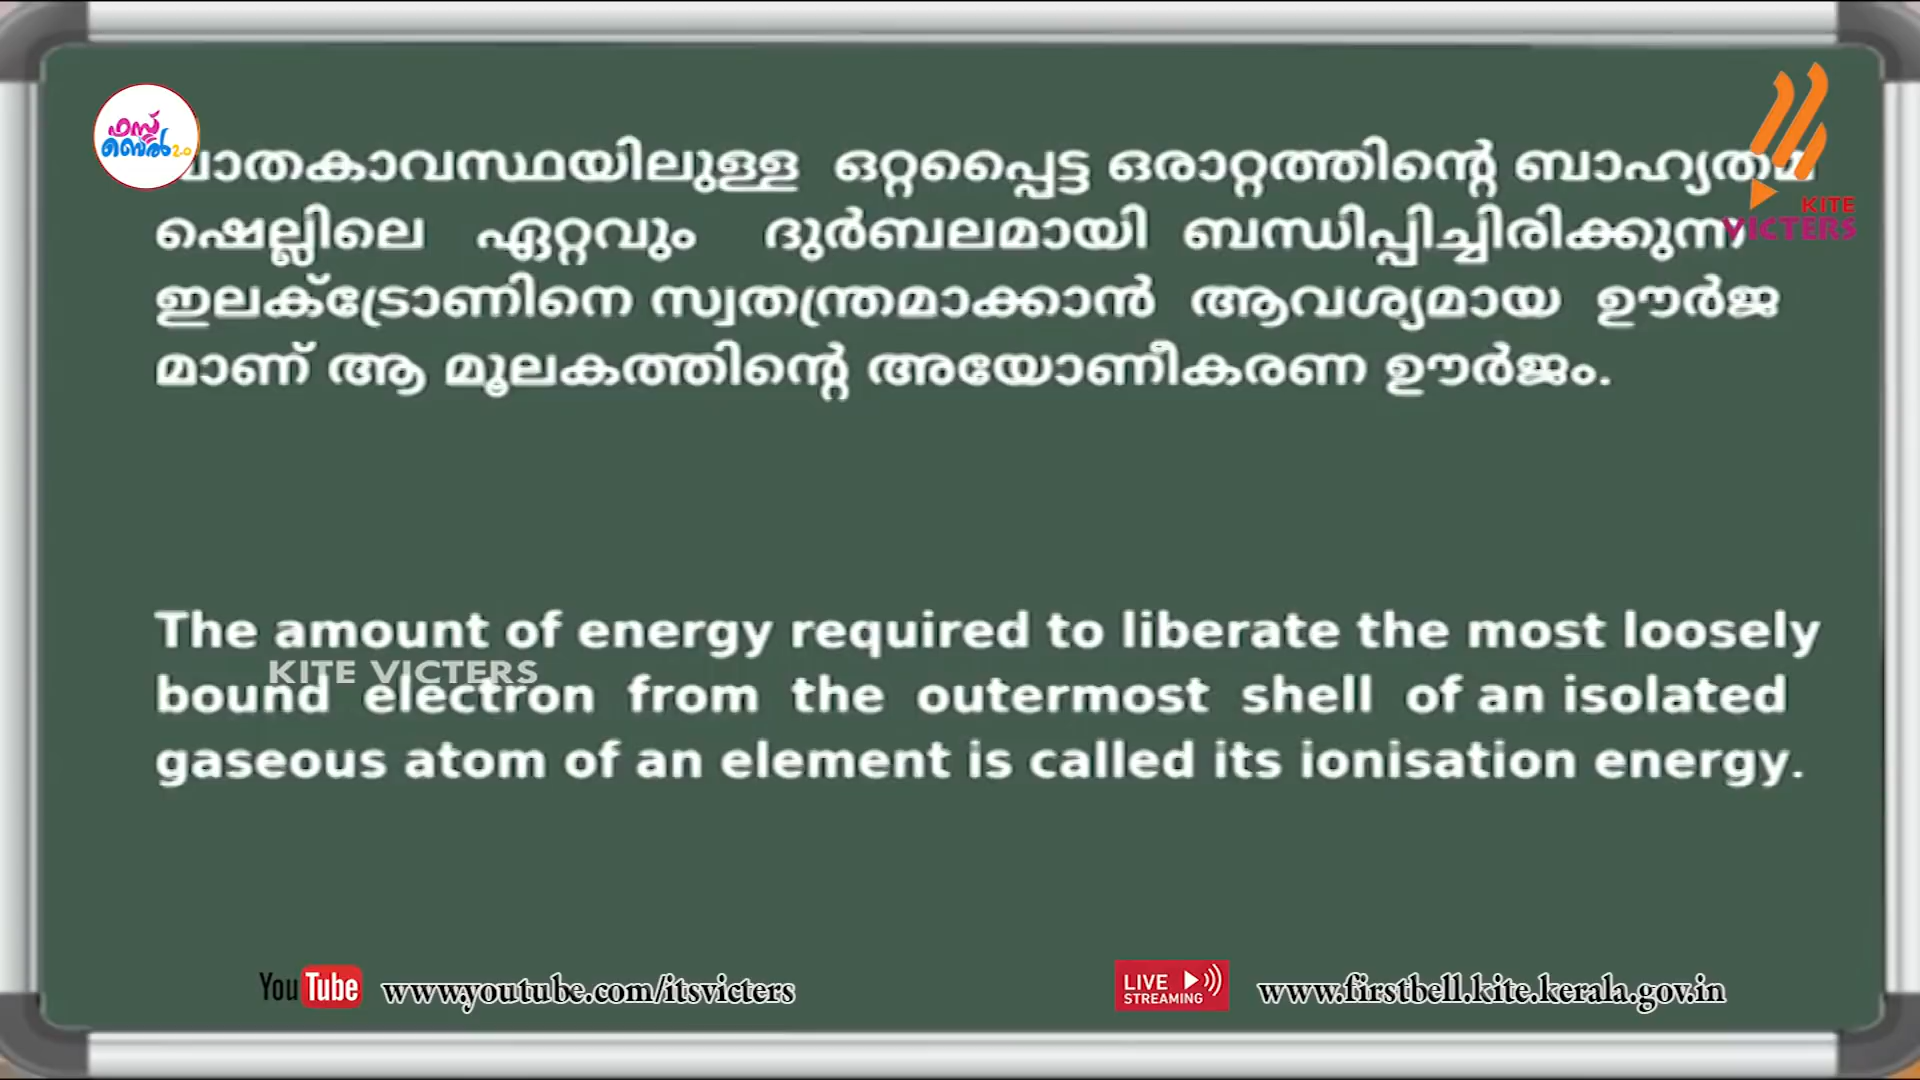 ഫസ്റ്റ്
ബെൽ 2.0
വാതകാവസ്ഥയിലുള്ള ഒറ്റപ്പെട്ട ഒരാറ്റത്തിന്റെ ബാഹ്യതമ
ഷെല്ലിലെ ഏറ്റവും ദുർബലമായി ബന്ധിപ്പിച്ചിരിക്കുന്ന
ഇലക്ട്രോണിനെ സ്വതന്ത്രമാക്കാൻ ആവശ്യമായ ഊർജ
മാണ് ആ മൂലകത്തിന്റെ അയോണീകരണ ഊർജം.
KITE
VICTERS
The amount of energy required to liberate the most loosely
KITE VICTERS
bound electron from the outermost shell of an isolated
gaseous atom of an element is called its ionisation energy.
YouTube www.youtube.com/itsvicters
LIVE STREAMING www.firstbell.kite.kerala.gov.in